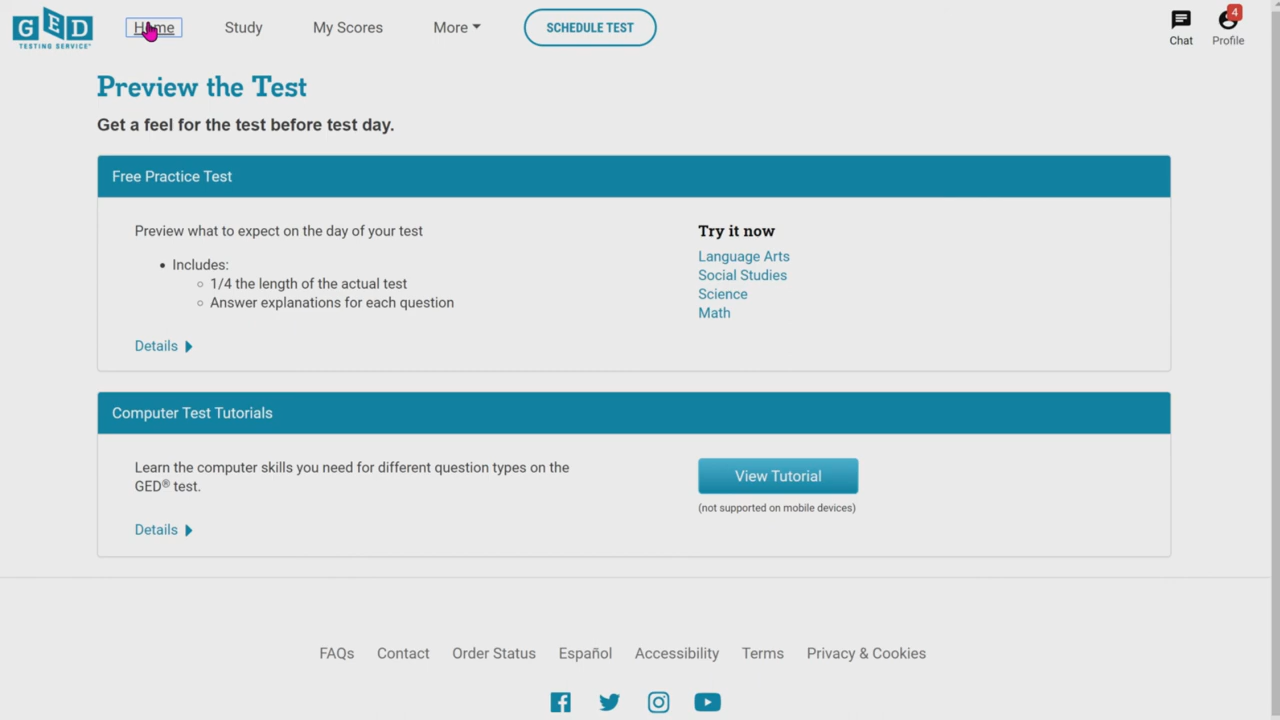 GED
TESTING SERVICE®
Home
Study
My Scores
More
SCHEDULE TEST
Chat
4
Profile
Preview the Test
Get a feel for the test before test day.
Free Practice Test
Preview what to expect on the day of your test
• Includes:
○ 1/4 the length of the actual test
○ Answer explanations for each question
Details
Try it now
Language Arts
Social Studies
Science
Math
Computer Test Tutorials
Learn the computer skills you need for different question types on the
GED® test.
Details
View Tutorial
(not supported on mobile devices)
FAQs
Contact
Order Status
Español
Accessibility
Terms
Privacy & Cookies